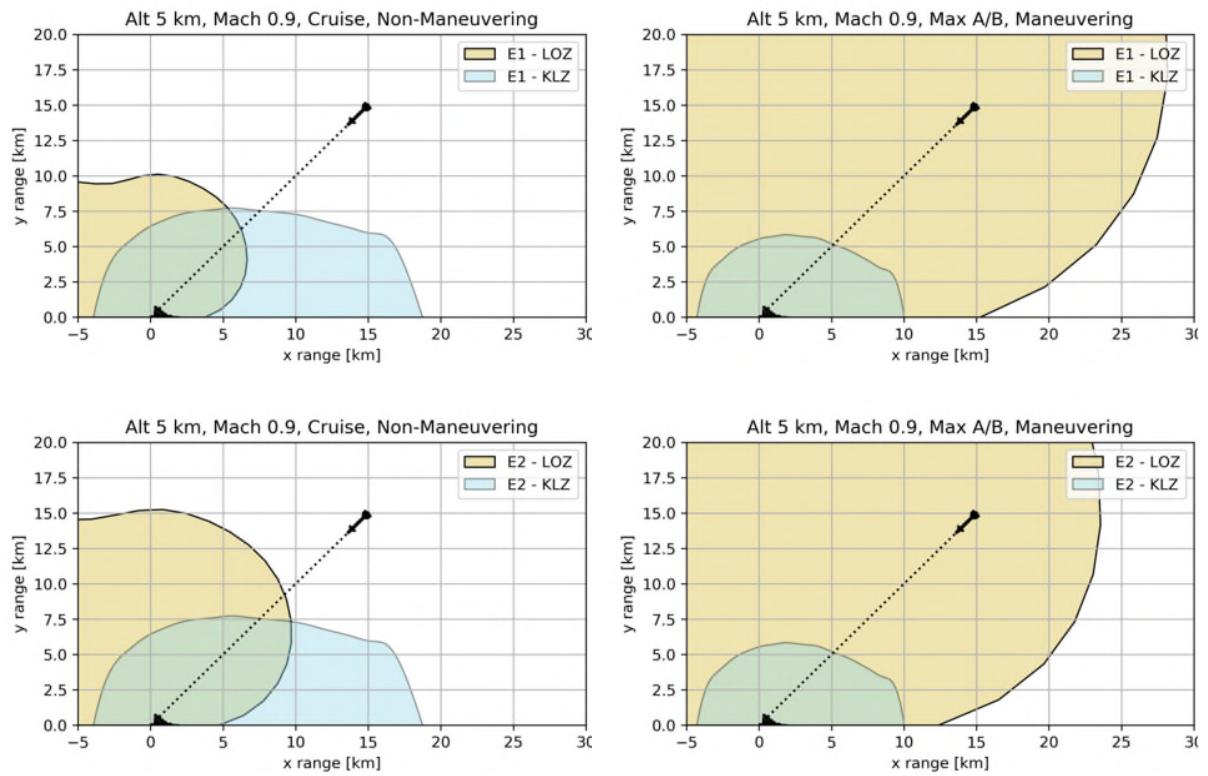 Alt 5 km, Mach 0.9, Cruise, Non-Maneuvering
20.0
17.5
15.0
12.5
10.0
7.5
5.0
2.5
0.0
y range [km]
E1 - LOZ
E1 - KLZ
-5 0 5 10 15 20 25 30
x range [km]
Alt 5 km, Mach 0.9, Max A/B, Maneuvering
20.0
17.5
15.0
12.5
10.0
7.5
5.0
2.5
0.0
y range [km]
E1 - LOZ
E1 - KLZ
−5 0 5 10 15 20 25 30
x range [km]
Alt 5 km, Mach 0.9, Cruise, Non-Maneuvering
20.0
17.5
15.0
12.5
10.0
7.5
5.0
2.5
0.0
y range [km]
E2 - LOZ
E2 - KLZ
−5 0 5 10 15 20 25 30
x range [km]
Alt 5 km, Mach 0.9, Max A/B, Maneuvering
20.0
17.5
15.0
12.5
10.0
7.5
5.0
2.5
0.0
y range [km]
E2 - LOZ
E2 - KLZ
−5 0 5 10 15 20 25 30
x range [km]